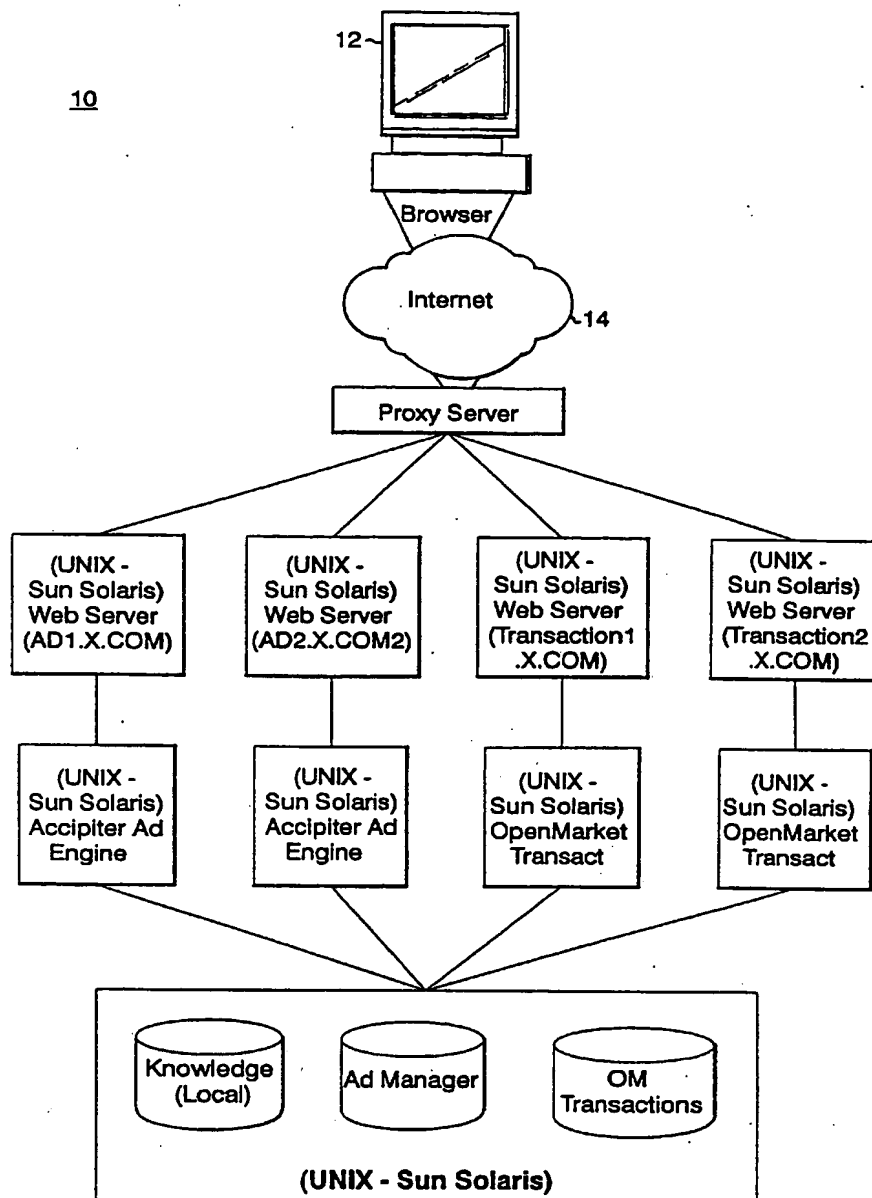 12
10
Browser
Internet
14
Proxy Server
(UNIX -
Sun Solaris)
Web Server
(AD1.X.COM)
(UNIX -
Sun Solaris)
Web Server
(AD2.X.COM2)
(UNIX -
Sun Solaris)
Web Server
(Transaction1
.X.COM)
(UNIX -
Sun Solaris)
Web Server
(Transaction2
.X.COM)
(UNIX -
Sun Solaris)
Accipiter Ad
Engine
(UNIX -
Sun Solaris)
Accipiter Ad
Engine
(UNIX -
Sun Solaris)
OpenMarket
Transact
(UNIX -
Sun Solaris)
OpenMarket
Transact
Knowledge
(Local)
Ad Manager
OM
Transactions
(UNIX - Sun Solaris)